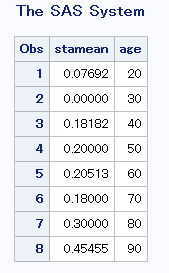 The SAS System
Obs stamean age
1 0.07692 20
2 0.00000 30
3 0.18182 40
4 0.20000 50
5 0.20513 60
6 0.18000 70
7 0.30000 80
8 0.45455 90